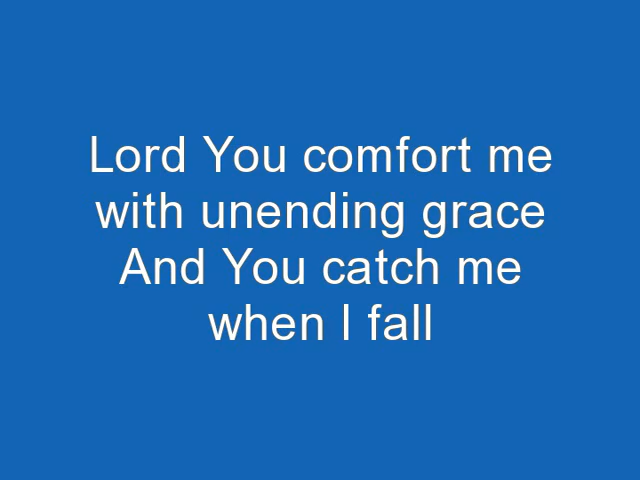 Lord You comfort me
with unending grace
And You catch me
when I fall